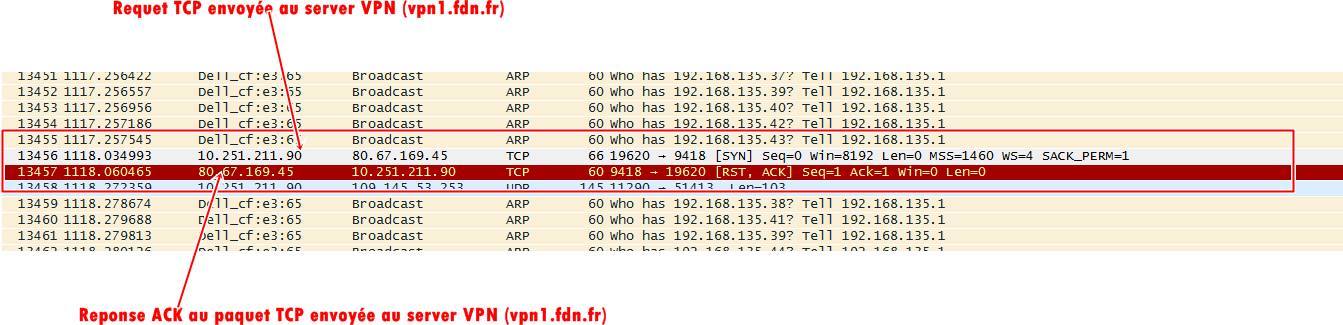 Requet TCP envoyée au server VPN (vpn1.fdn.fr)
13451 1117.256422 Dell_cf:e3:65 Broadcast ARP 60 Who has 192.168.135.37? Tell 192.168.135.1
13452 1117.256557 Dell_cf:e3:65 Broadcast ARP 60 Who has 192.168.135.39? Tell 192.168.135.1
13453 1117.256956 Dell_cf:e3:65 Broadcast ARP 60 Who has 192.168.135.40? Tell 192.168.135.1
13454 1117.257186 Dell_cf:e3:65 Broadcast ARP 60 Who has 192.168.135.42? Tell 192.168.135.1
13455 1117.257545 Dell_cf:e3:65 Broadcast ARP 60 Who has 192.168.135.43? Tell 192.168.135.1
13456 1118.034993 10.251.211.90 80.67.169.45 TCP 66 19620 → 9418 [SYN] Seq=0 Win=8192 Len=0 MSS=1460 WS=4 SACK_PERM=1
13457 1118.060465 80.67.169.45 10.251.211.90 TCP 60 9418 → 19620 [RST, ACK] Seq=1 Ack=1 Win=0 Len=0
13458 1118.272359 10.251.211.90 109.145.53.253 UDP 145 11290 → 51413 Len=103
13459 1118.278674 Dell_cf:e3:65 Broadcast ARP 60 Who has 192.168.135.38? Tell 192.168.135.1
13460 1118.279688 Dell_cf:e3:65 Broadcast ARP 60 Who has 192.168.135.41? Tell 192.168.135.1
13461 1118.279813 Dell_cf:e3:65 Broadcast ARP 60 Who has 192.168.135.39? Tell 192.168.135.1
13462 1118.280126 Dell_cf:e3:65 Broadcast ARP 60 Who has 192.168.135.44? Tell 192.168.135.1
Reponse ACK au paquet TCP envoyée au server VPN (vpn1.fdn.fr)